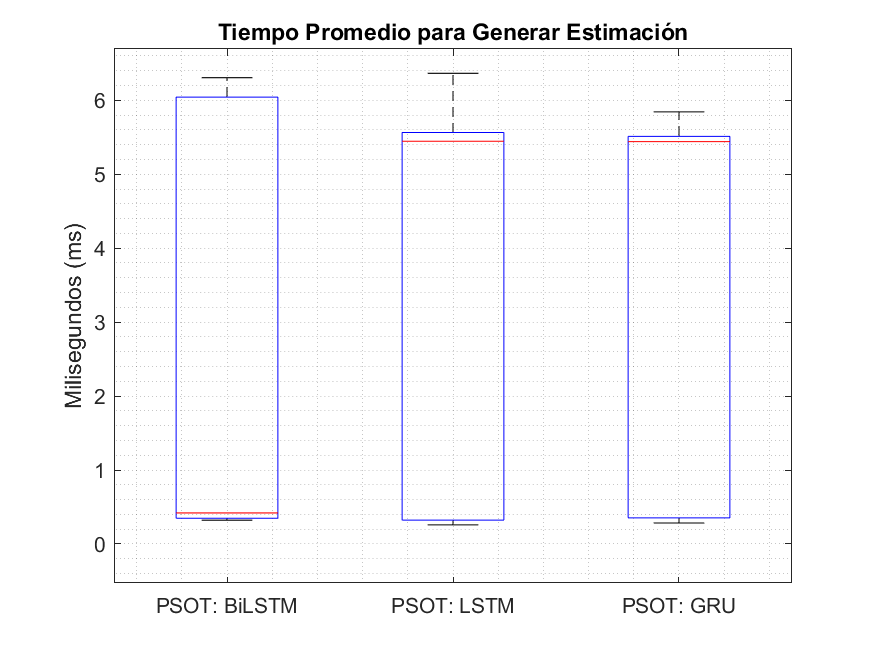 Tiempo Promedio para Generar Estimación
Milisegundos (ms)
6
5
4
3
2
1
0
PSOT: BiLSTM PSOT: LSTM PSOT: GRU